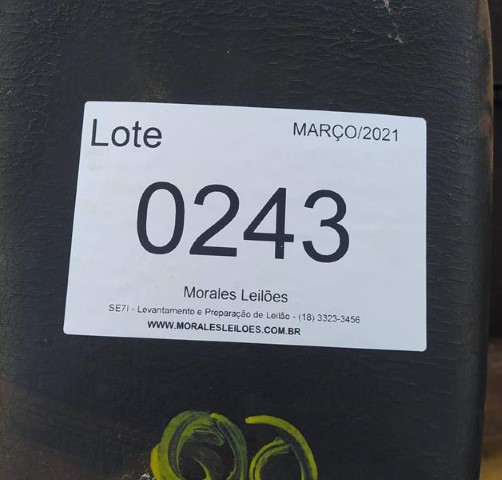 Lote MARÇO/2021
0243
Morales Leilões
SE7I - Levantamento e Preparação de Leilão - (18) 3323-3456
WWW.MORALESLEILOES.COM.BR